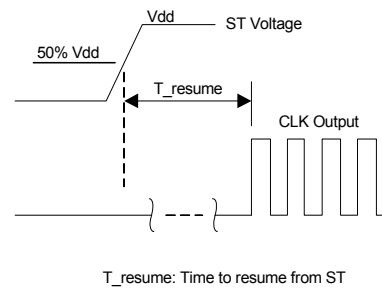 Vdd
ST Voltage
50% Vdd
T_resume
CLK Output
T_resume: Time to resume from ST